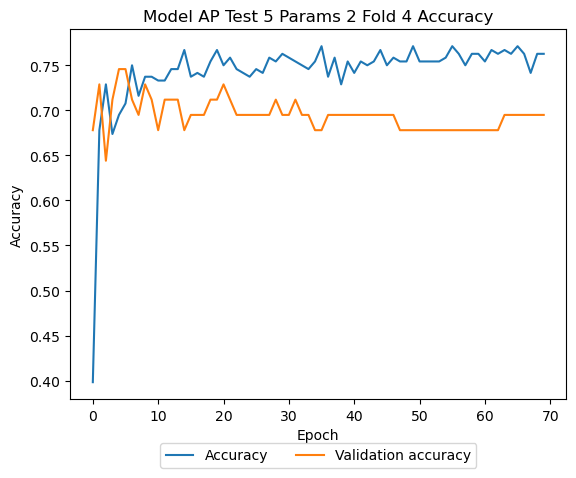 Model AP Test 5 Params 2 Fold 4 Accuracy
Accuracy
0.75
0.70
0.65
0.60
0.55
0.50
0.45
0.40
0 10 20 30 40 50 60 70
Epoch
Accuracy Validation accuracy